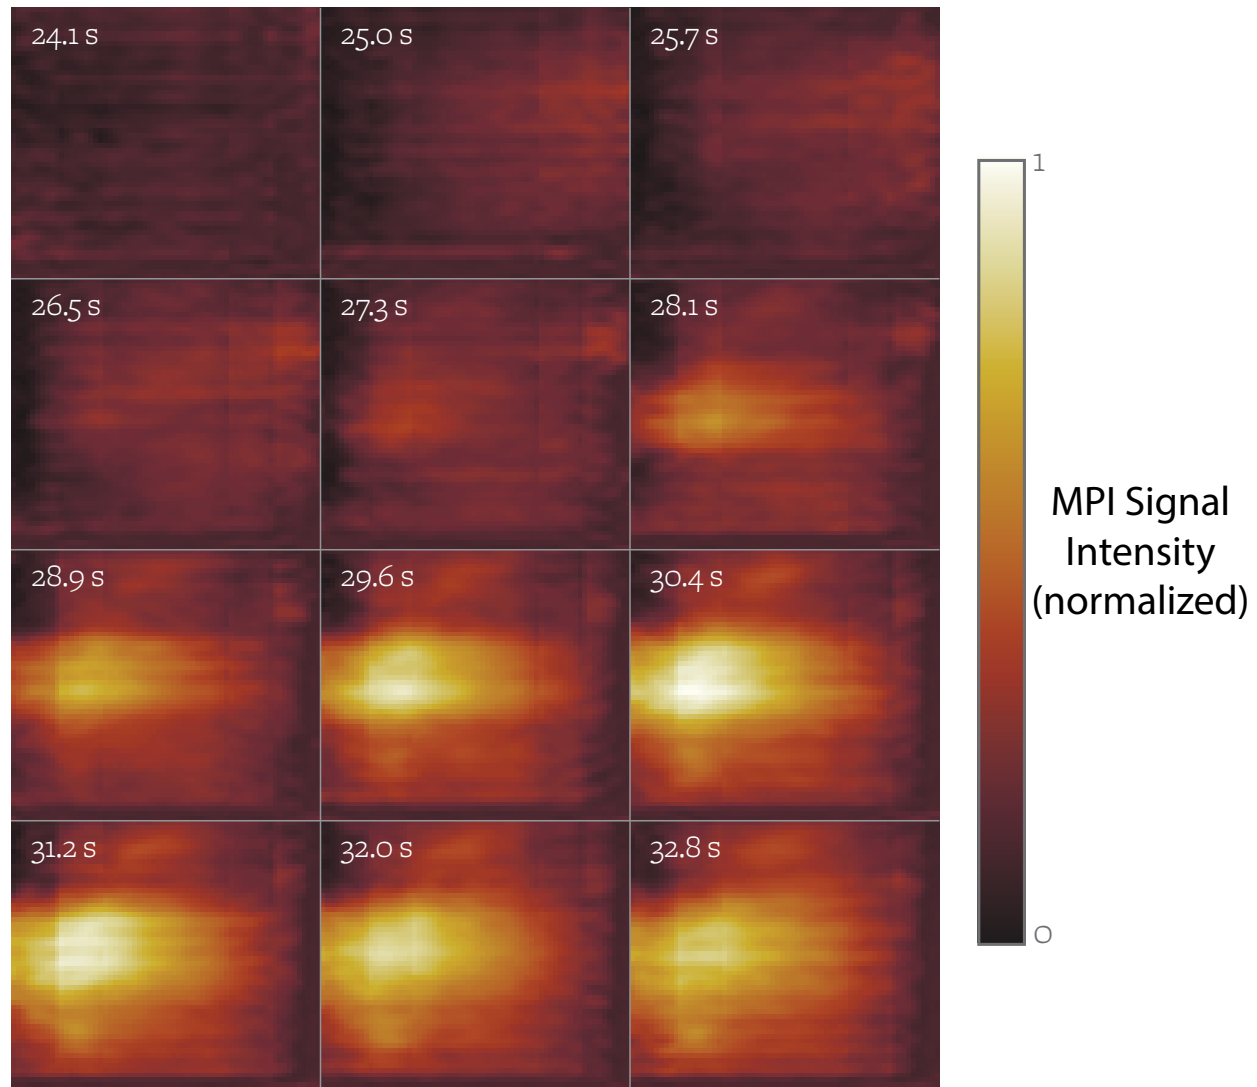 24.1 s
25.0 s
25.7 s
26.5 s
27.3 s
28.1 s
28.9 s
29.6 s
30.4 s
31.2 s
32.0 s
32.8 s
1
MPI Signal
Intensity
(normalized)
0